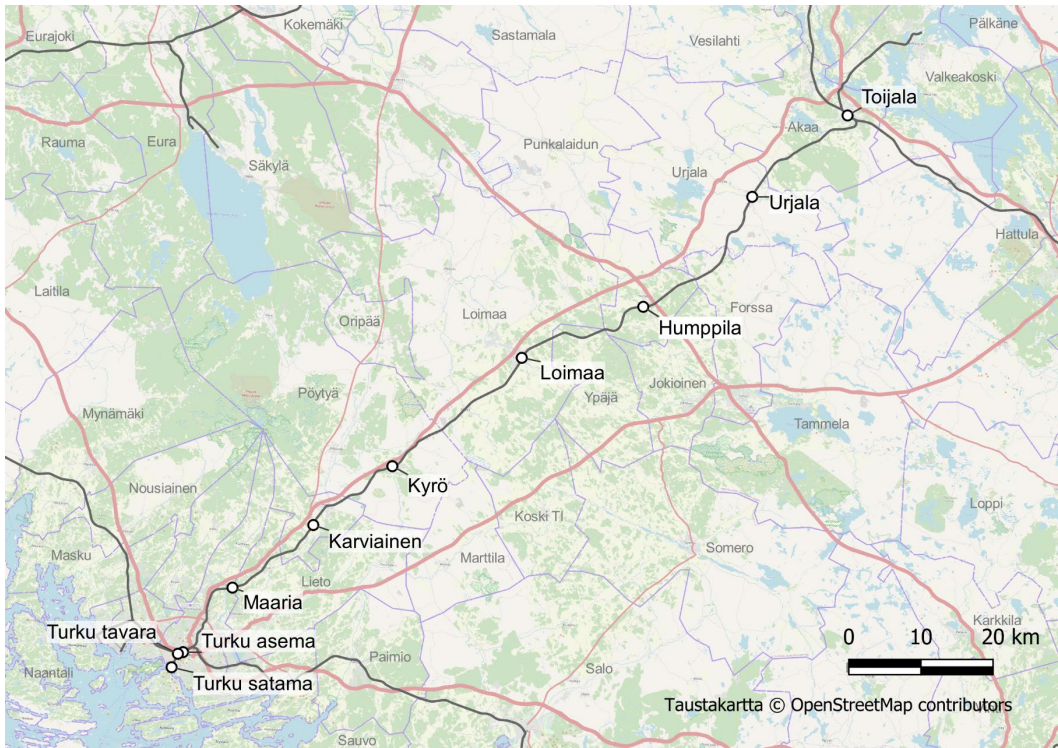 Eurajoki
Kokemäki
Sastamala
Vesilahti
Pälkäne
Valkeakoski
Toijala
Akaa
Rauma
Eura
Säkylä
Punkalaidun
Urjala
Urjala
Hattula
Laitila
Oripää
Loimaa
Humppila
Forssa
Loimaa
Jokioinen
Ypäjä
Mynämäki
Pöytyä
Tammela
Kyrö
Nousiainen
Koski Tl
Loppi
Karviainen
Masku
Marttila
Somero
Lieto
Maaria
Karkkila
Turku tavara
Turku asema
Paimio
Naantali
Turku satama
Salo
0 10 20 km
Taustakartta © OpenStreetMap contributors
Sauvo